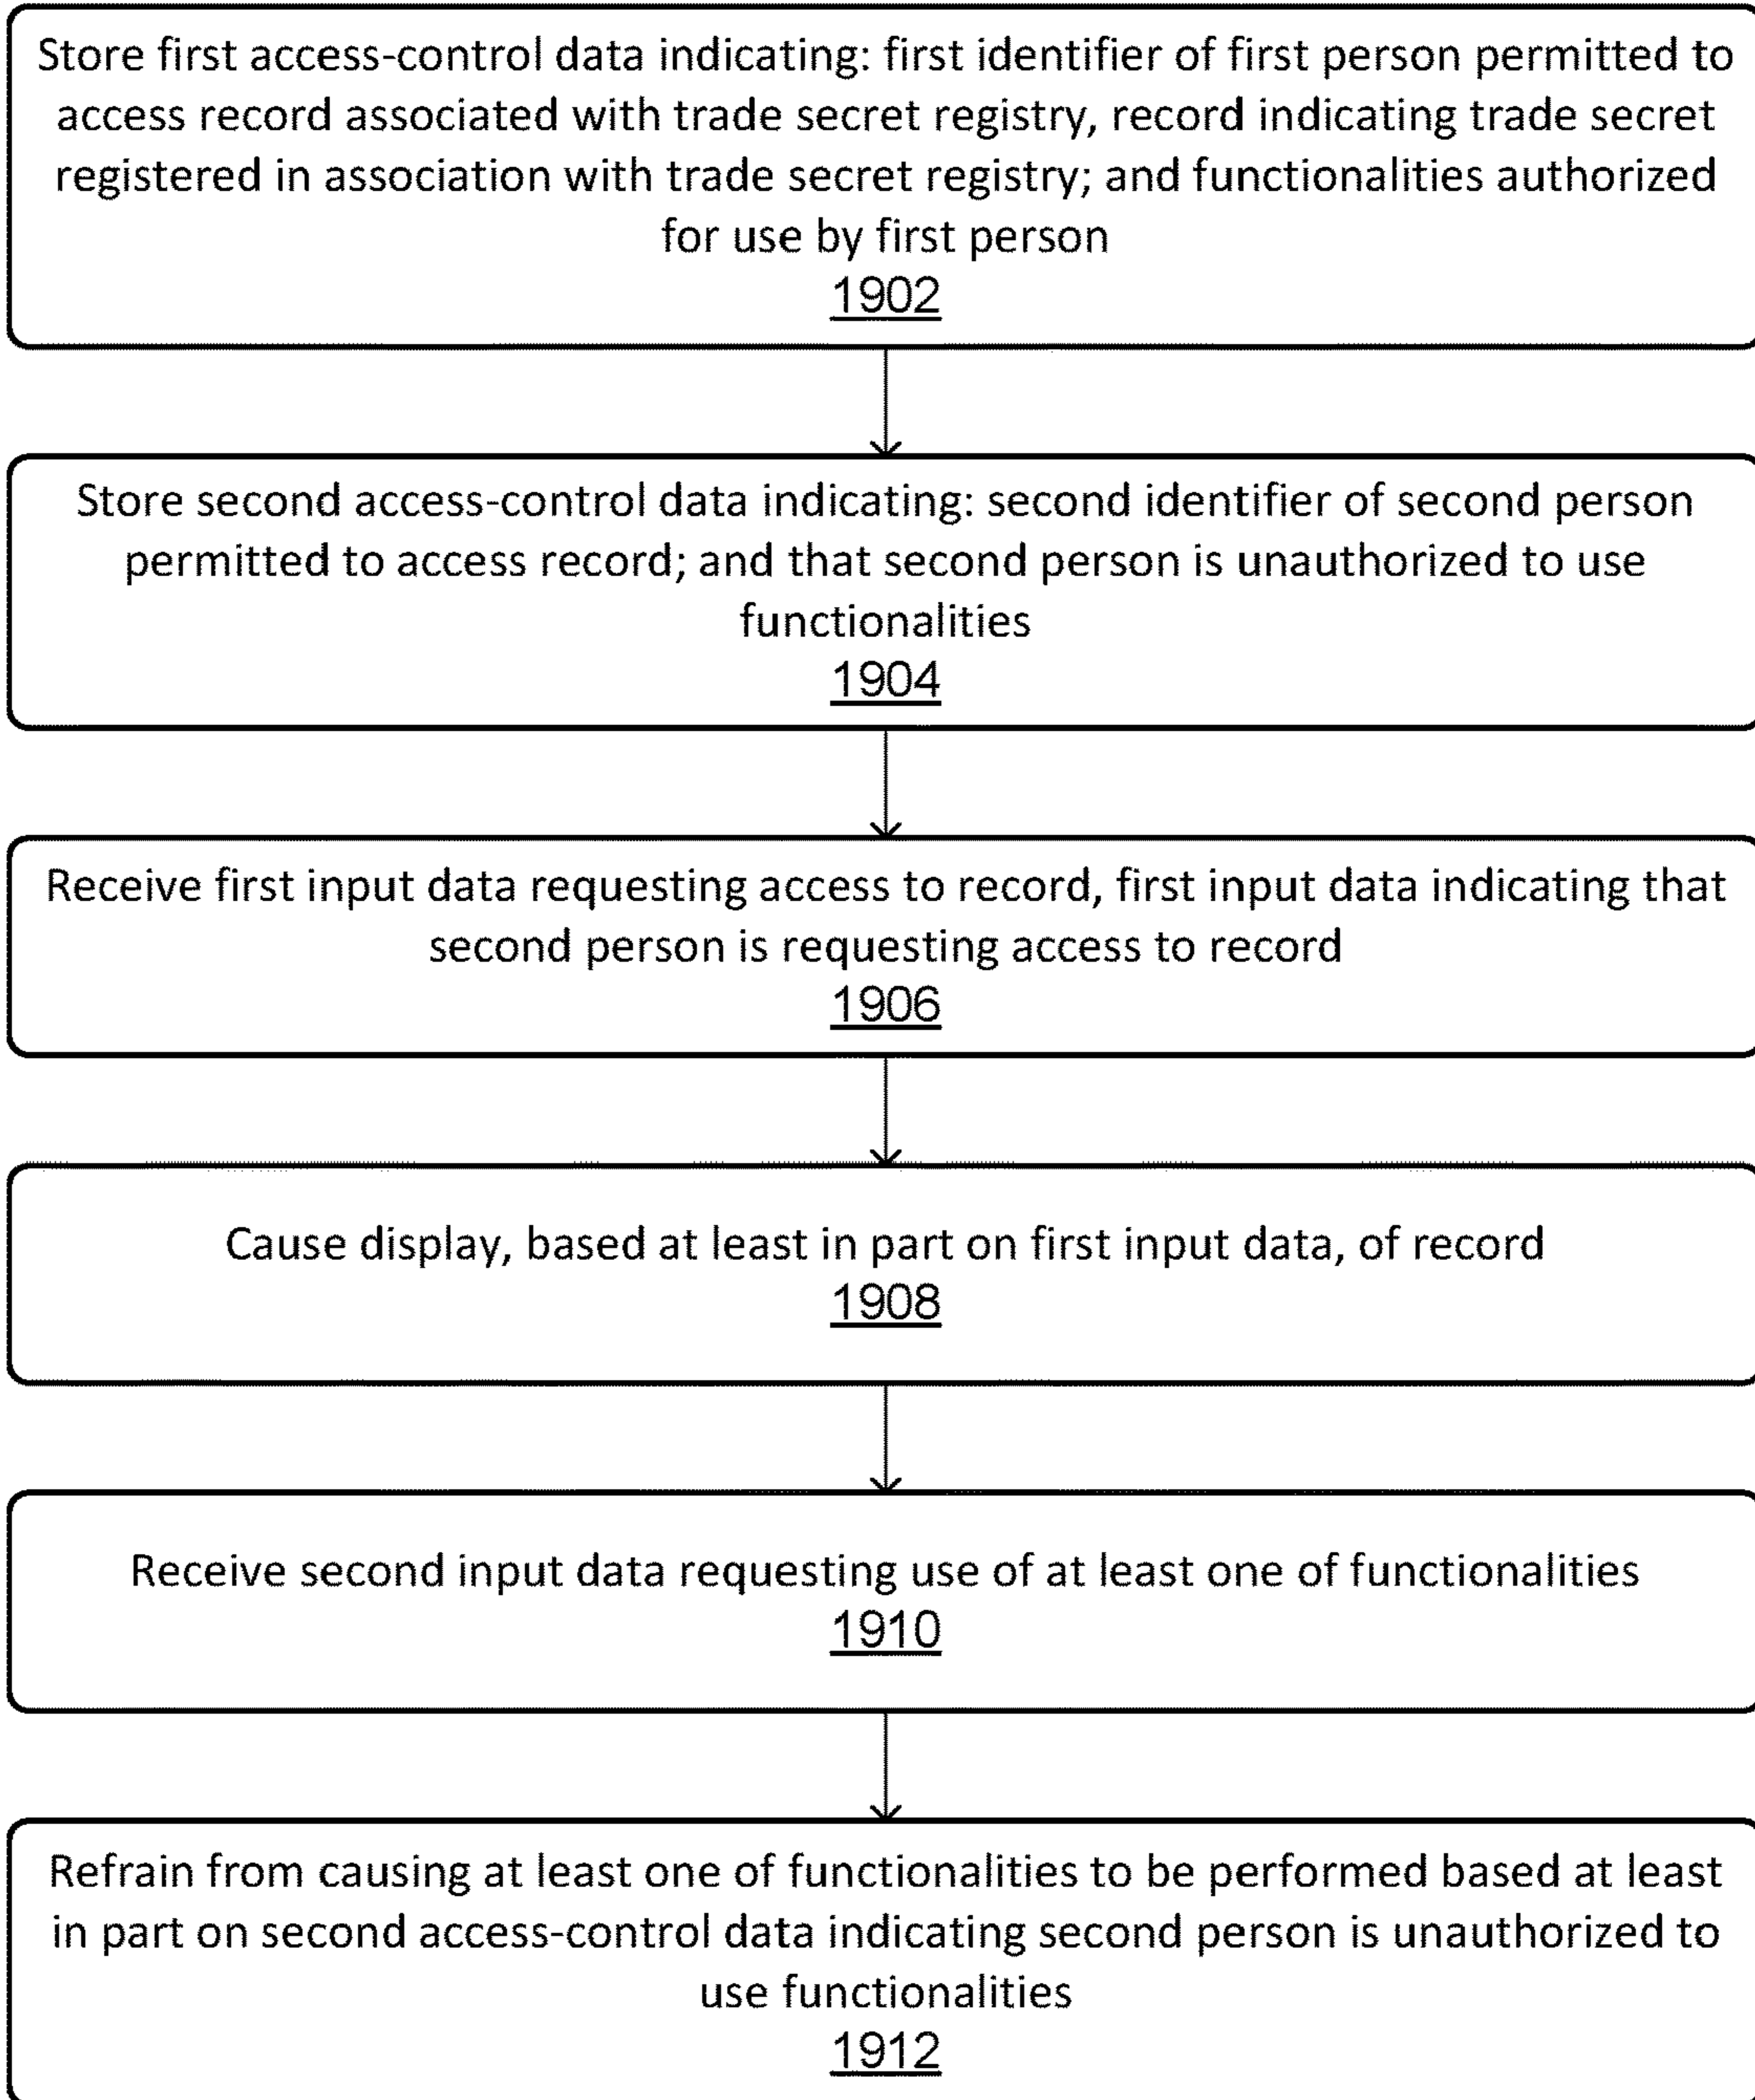 Store first access-control data indicating: first identifier of first person permitted to
access record associated with trade secret registry, record indicating trade secret
registered in association with trade secret registry; and functionalities authorized
for use by first person
1902
Store second access-control data indicating: second identifier of second person
permitted to access record; and that second person is unauthorized to use
functionalities
1904
Receive first input data requesting access to record, first input data indicating that
second person is requesting access to record
1906
Cause display, based at least in part on first input data, of record
1908
Receive second input data requesting use of at least one of functionalities
1910
Refrain from causing at least one of functionalities to be performed based at least
in part on second access-control data indicating second person is unauthorized to
use functionalities
1912